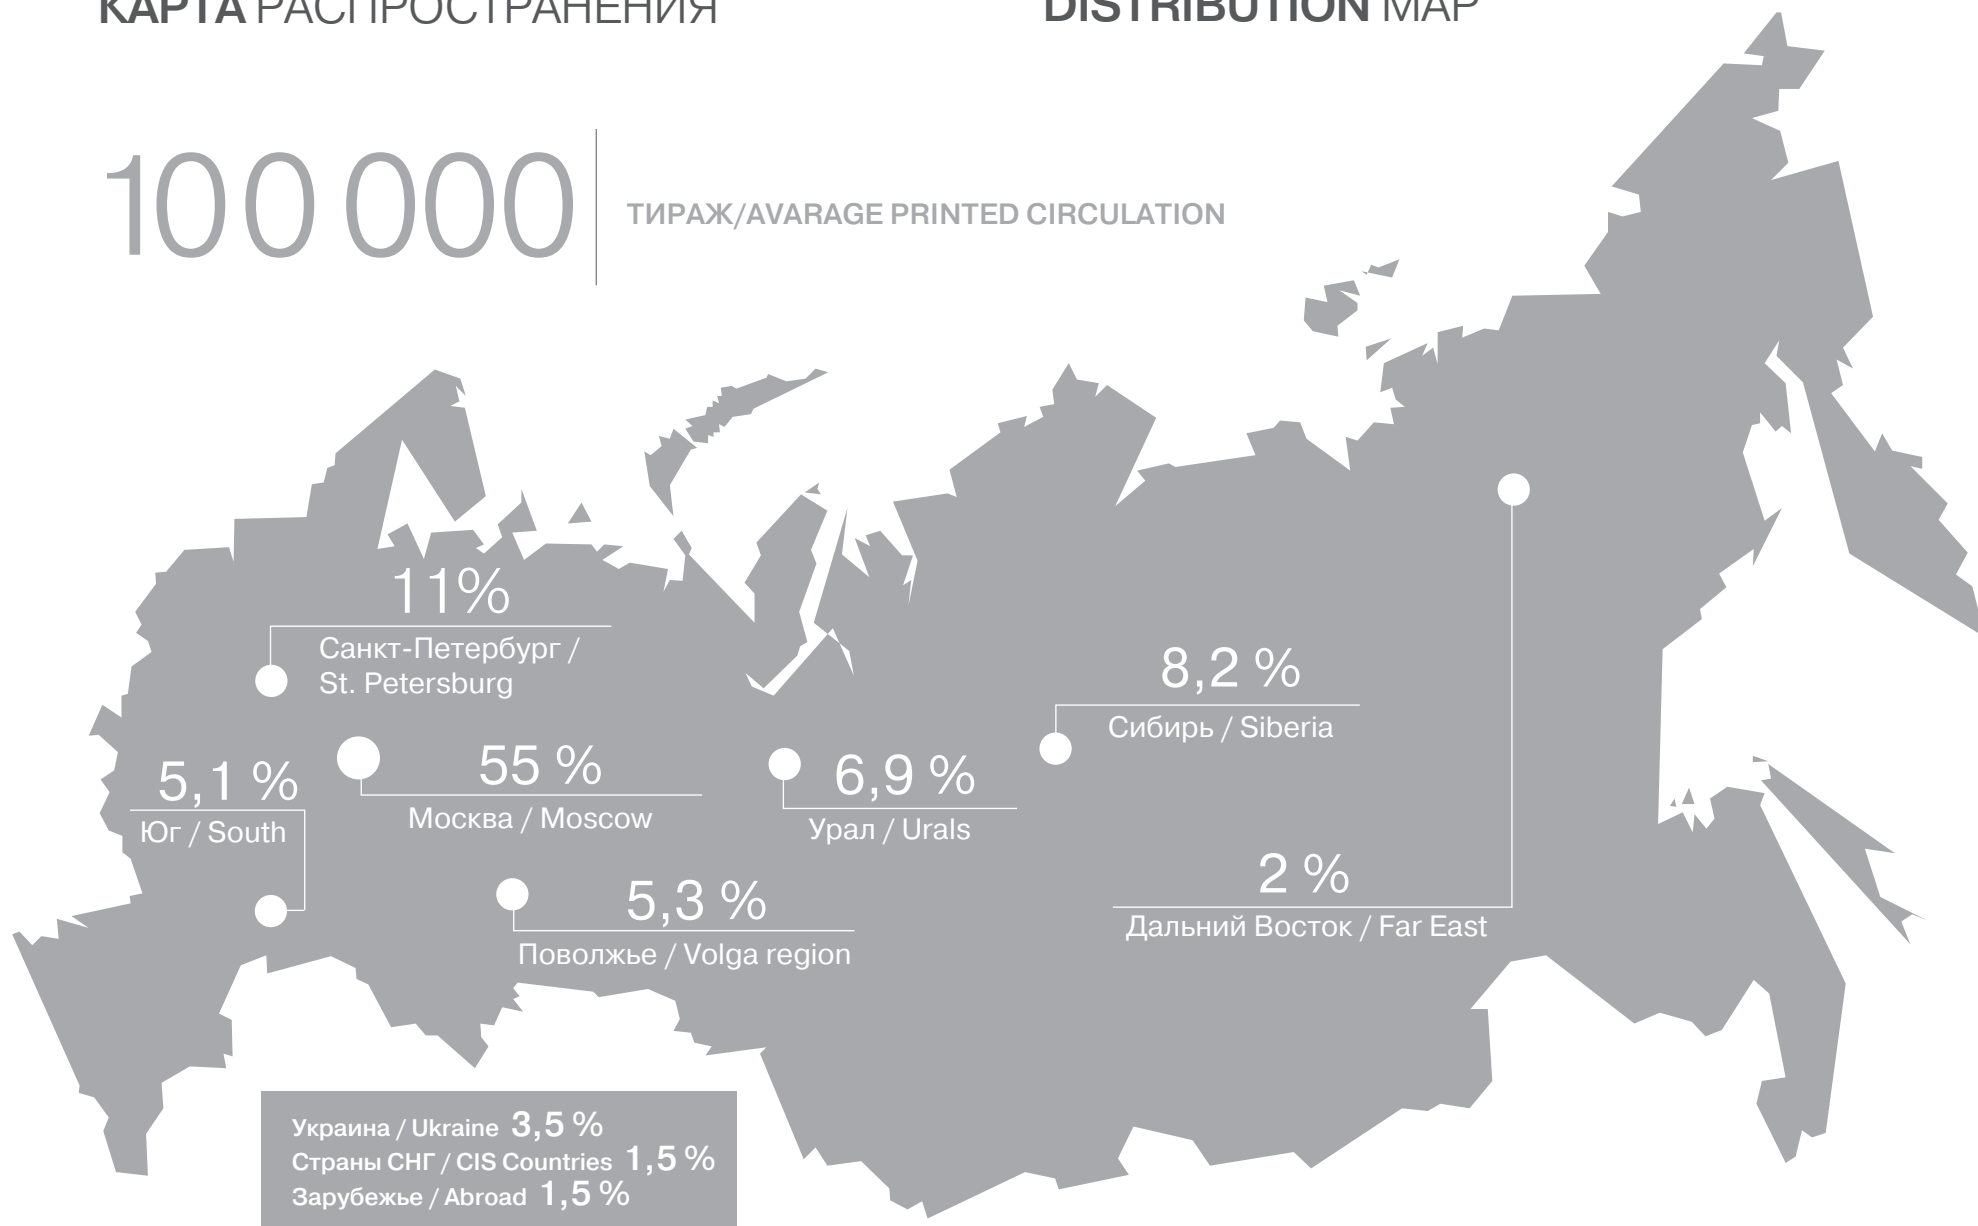 КАРТА РАСПРОСТРАНЕНИЯ
DISTRIBUTION MAP
100 000
ТИРАЖ/AVARAGE PRINTED CIRCULATION
11%
Санкт-Петербург /
St. Petersburg
8,2 %
Сибирь / Siberia
5,1 %
Юг / South
55 %
Москва / Moscow
6,9 %
Урал / Urals
5,3 %
Поволжье / Volga region
2 %
Дальний Восток / Far East
Украина / Ukraine 3,5 %
Страны СНГ / CIS Countries 1,5 %
Зарубежье / Abroad 1,5 %